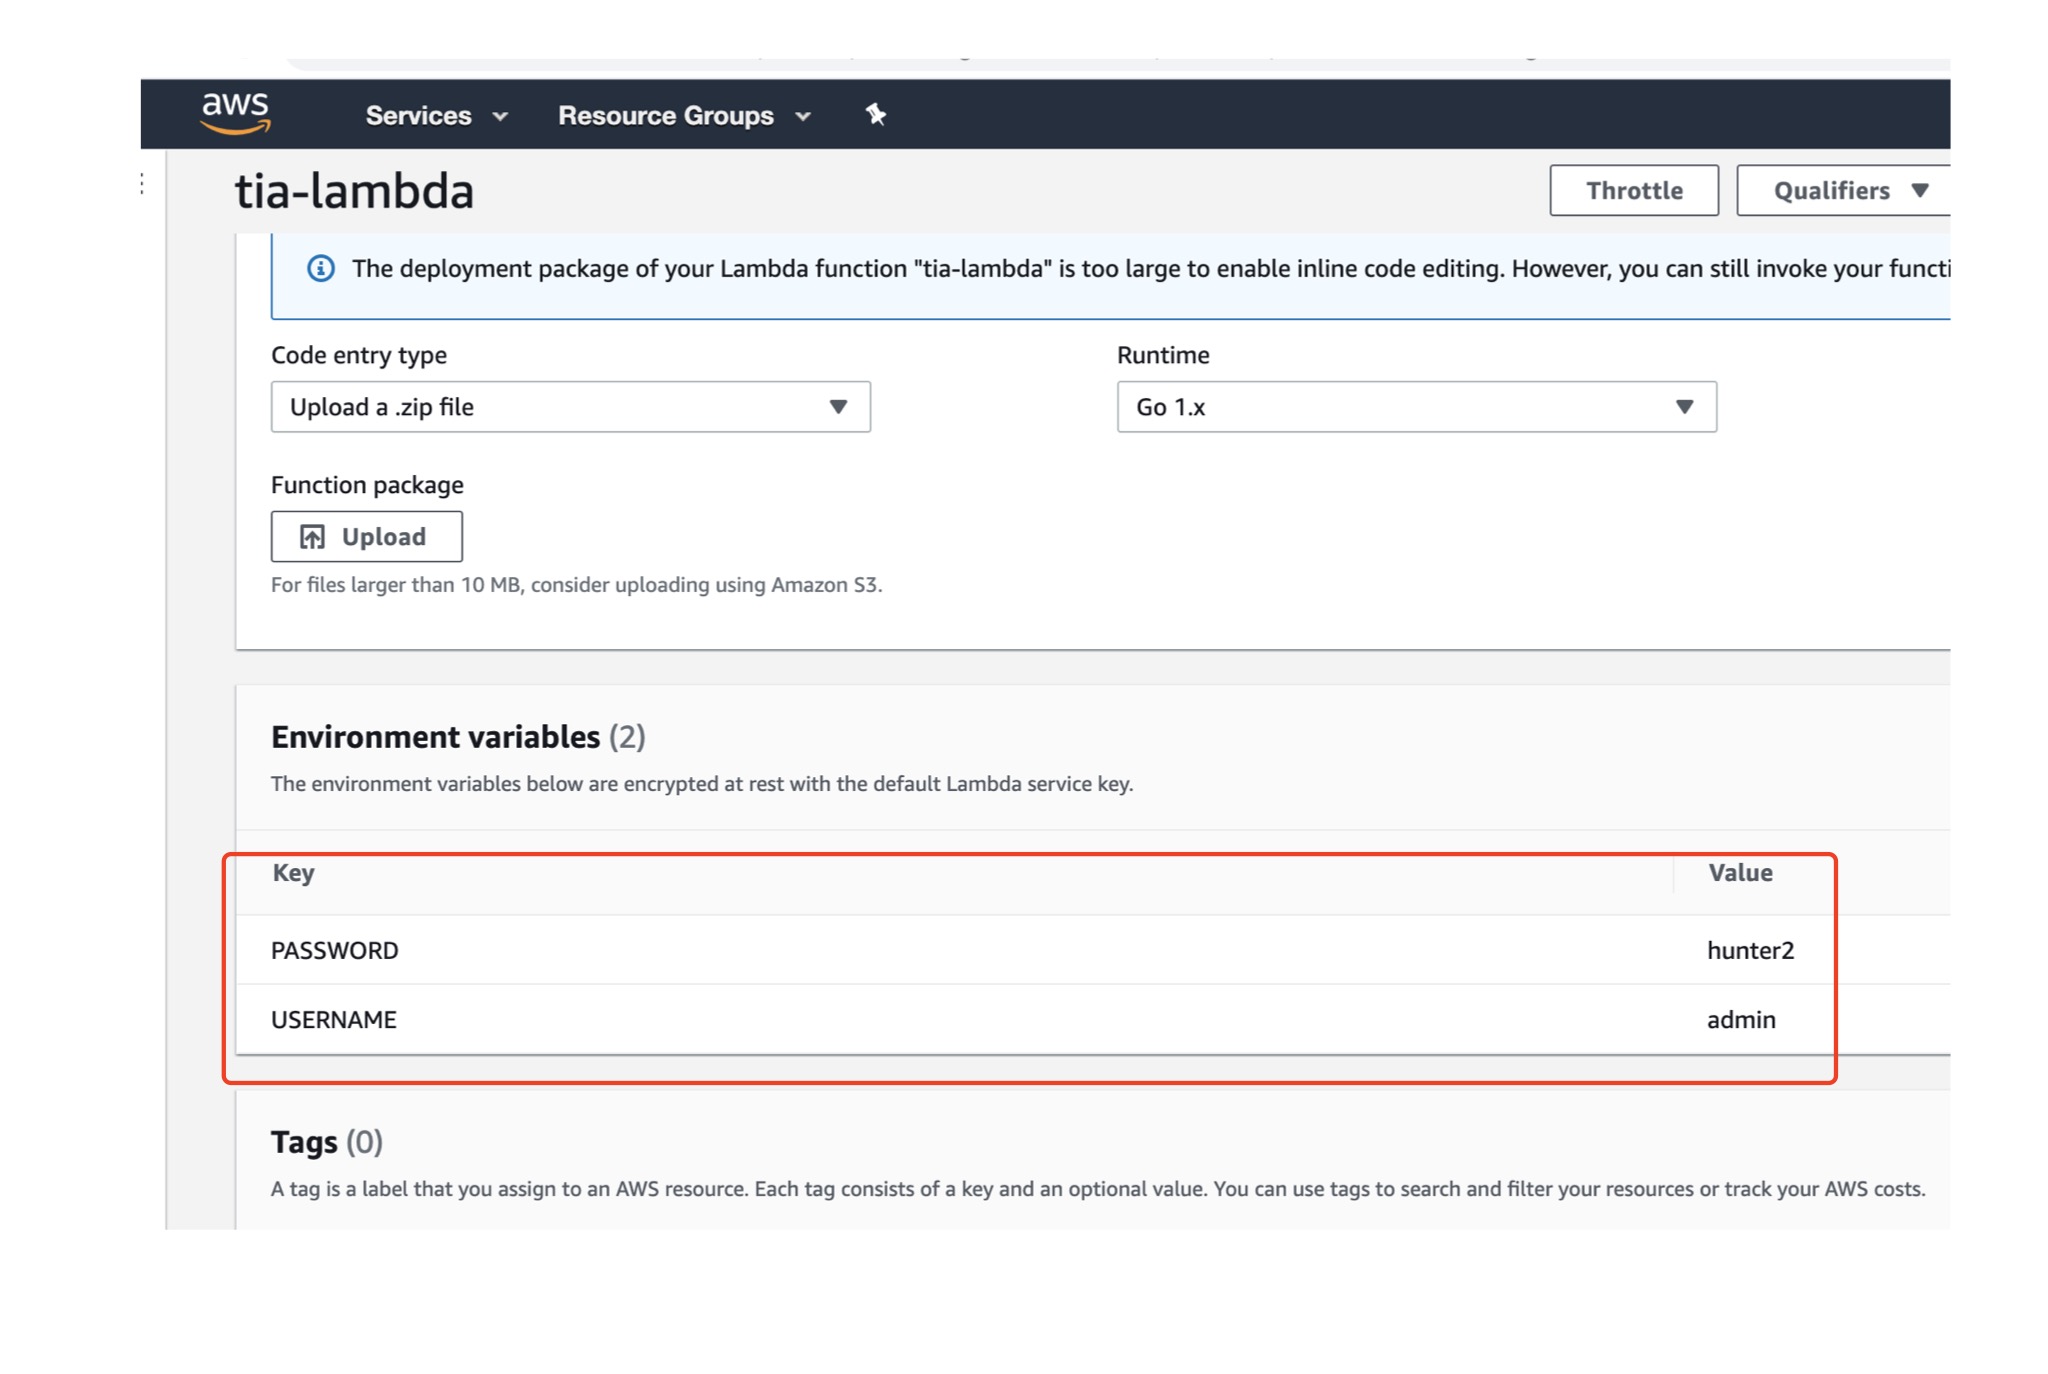 aws
Services
Resource Groups
tia-lambda
Throttle
Qualifiers
The deployment package of your Lambda function "tia-lambda" is too large to enable inline code editing. However, you can still invoke your functi
Code entry type
Runtime
Upload a .zip file
Go 1.x
Function package
Upload
For files larger than 10 MB, consider uploading using Amazon S3.
Environment variables (2)
The environment variables below are encrypted at rest with the default Lambda service key.
Key
Value
PASSWORD
hunter2
USERNAME
admin
Tags (0)
A tag is a label that you assign to an AWS resource. Each tag consists of a key and an optional value. You can use tags to search and filter your resources or track your AWS costs.